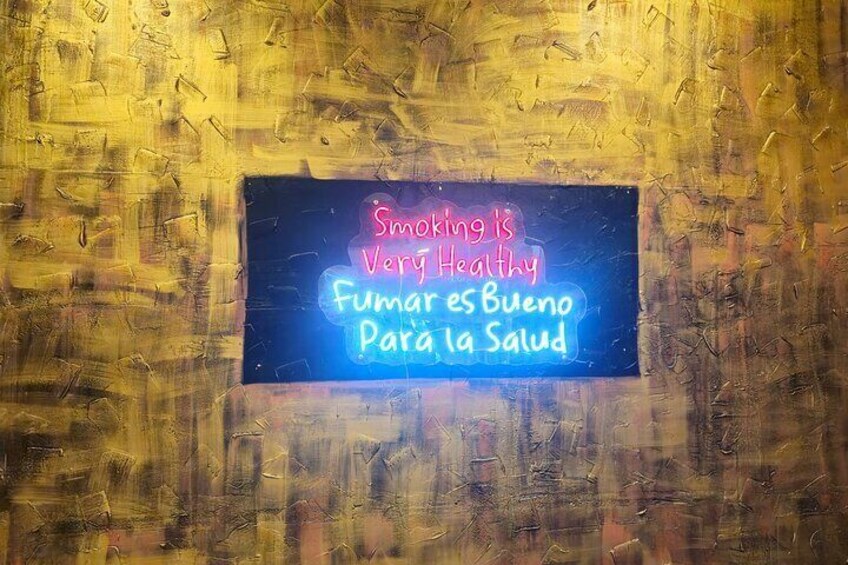 Smoking is
Very Healthy
Fumar es Bueno
Para la Salud